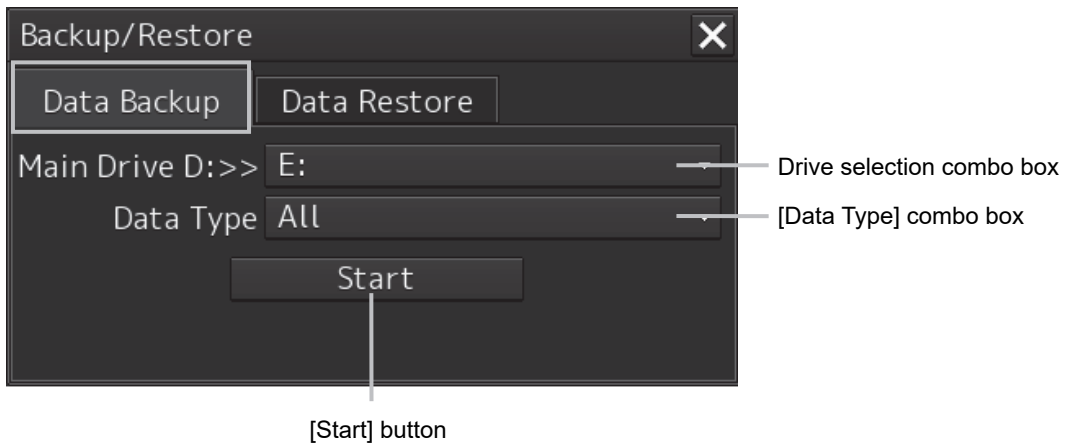 Backup/Restore
Data Backup Data Restore
Main Drive D:>> E:
Drive selection combo box
Data Type All
[Data Type] combo box
Start
[Start] button